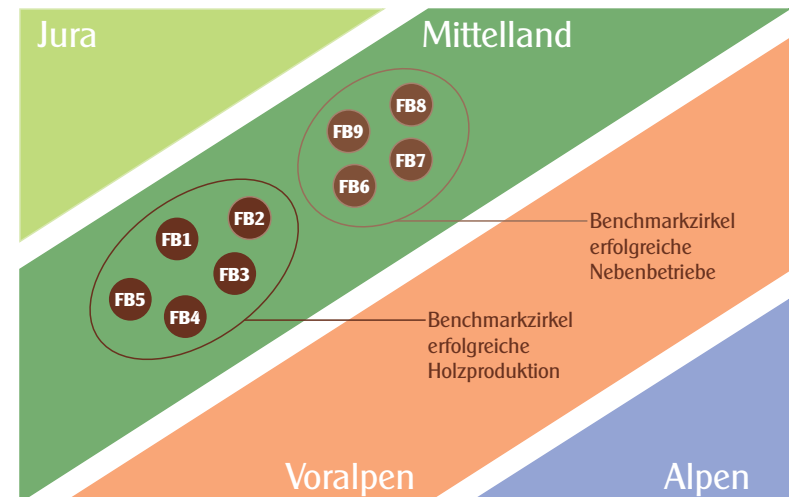 Jura
Mittelland
FB8
FB9
FB7
FB6
FB2
FB1
FB3
FB5
FB4
Benchmarkzirkel
erfolgreiche
Nebenbetriebe
Benchmarkzirkel
erfolgreiche
Holzproduktion
Voralpen
Alpen